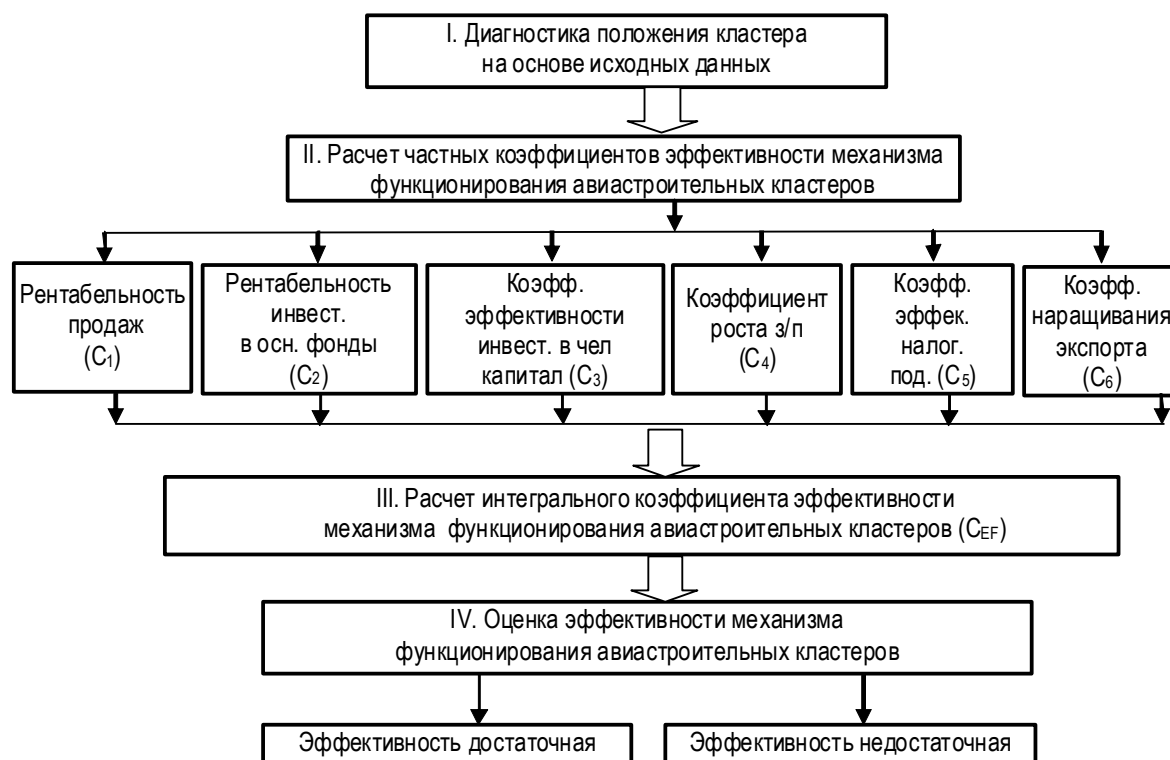 I. Диагностика положения кластера
на основе исходных данных
II. Расчет частных коэффициентов эффективности механизма
функционирования авиастроительных кластеров
Рентабельность
продаж
(C₁)
Рентабельность
инвест.
в осн. фонды
(C₂)
Коэфф.
эффективности
инвест. в чел
капитал (C₃)
Коэффициент
роста з/п
(C₄)
Коэфф.
эффек.
налог.
под. (C₅)
Коэфф.
наращивания
экспорта
(C₆)
III. Расчет интегрального коэффициента эффективности
механизма функционирования авиастроительных кластеров (C_EF)
IV. Оценка эффективности механизма
функционирования авиастроительных кластеров
Эффективность достаточная
Эффективность недостаточная